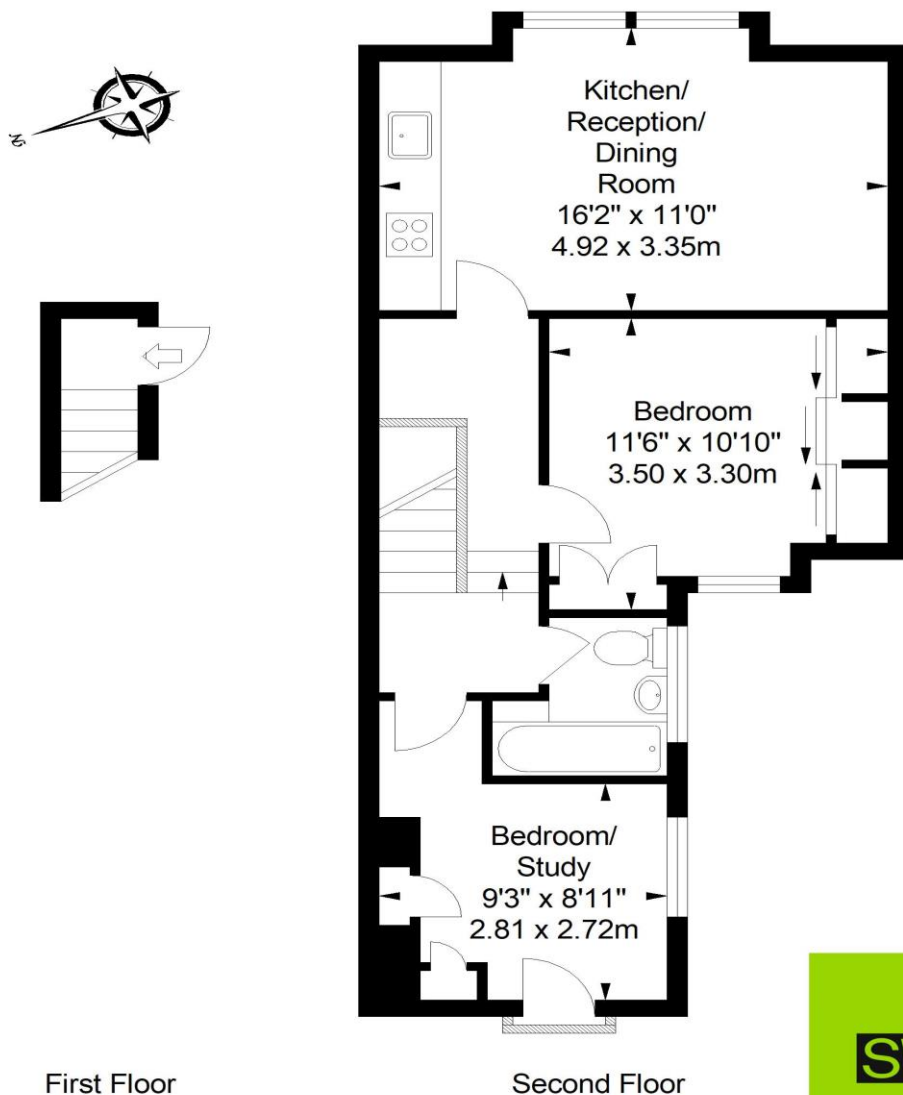 N
Kitchen/
Reception/
Dining
Room
16'2" x 11'0"
4.92 x 3.35m
Bedroom
11'6" x 10'10"
3.50 x 3.30m
Bedroom/
Study
9'3" x 8'11"
2.81 x 2.72m
First Floor
Second Floor